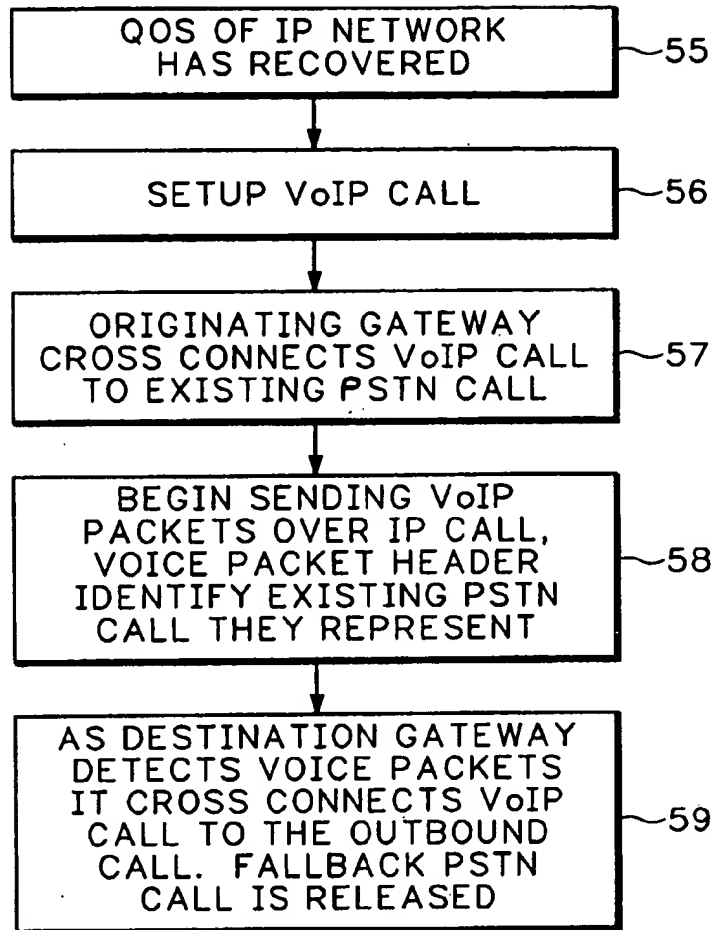 QOS OF IP NETWORK
HAS RECOVERED
55
SETUP VoIP CALL
56
ORIGINATING GATEWAY
CROSS CONNECTS VoIP CALL
TO EXISTING PSTN CALL
57
BEGIN SENDING VoIP
PACKETS OVER IP CALL,
VOICE PACKET HEADER
IDENTIFY EXISTING PSTN
CALL THEY REPRESENT
58
AS DESTINATION GATEWAY
DETECTS VOICE PACKETS
IT CROSS CONNECTS VoIP
CALL TO THE OUTBOUND
CALL. FALLBACK PSTN
CALL IS RELEASED
59